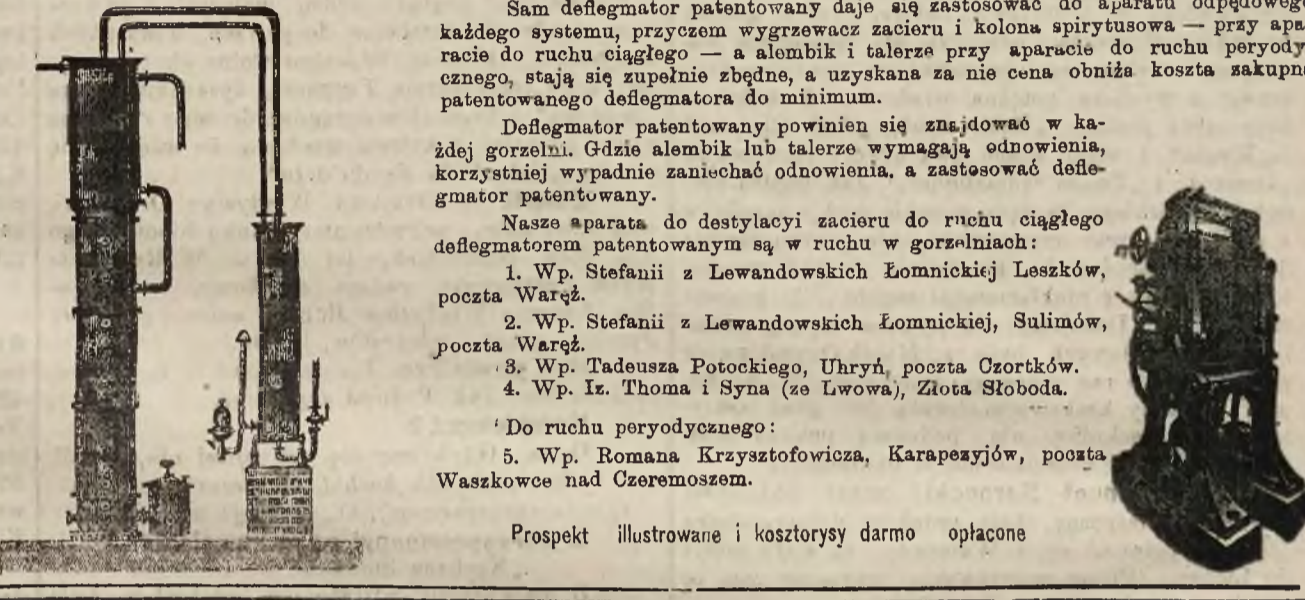 Sam deflegmator patentowany daje się zastosować do aparatu odpędowego
każdego systemu, przyczem wygrzewacz zacieru i kolona spirytusowa — przy apa-
racie do ruchu ciągłego — a alembik i talerze przy aparacie do ruchu peryody-
cznego, stają się zupełnie zbędne, a uzyskana za nie cena obniża koszta zakupna
patentowanego deflegmatora do minimum.
Deflegmator patentowany powinien się znajdować w ka-
żdej gorzelni. Gdzie alembik lub talerze wymagają odnowienia,
korzystniej wypadnie zaniechać odnowienia, a zastosować defle-
gmator patentowany.
Nasze aparata do destylacyi zacieru do ruchu ciągłego
deflegmatorem patentowanym są w ruchu w gorzelniach:
1. Wp. Stefanii z Lewandowskich Łomnickiej Leszków,
poczta Waręż.
2. Wp. Stefanii z Lewandowskich Łomnickiej, Sulimów,
poczta Waręż.
3. Wp. Tadeusza Potockiego, Uhryń, poczta Czortków.
4. Wp. Iz. Thoma i Syna (ze Lwowa), Złota Słoboda.
Do ruchu peryodycznego:
5. Wp. Romana Krzysztofowicza, Karapezyjów, poczta
Waszkowce nad Czeremoszem.
Prospekt illustrowane i kosztorysy darmo opłacone